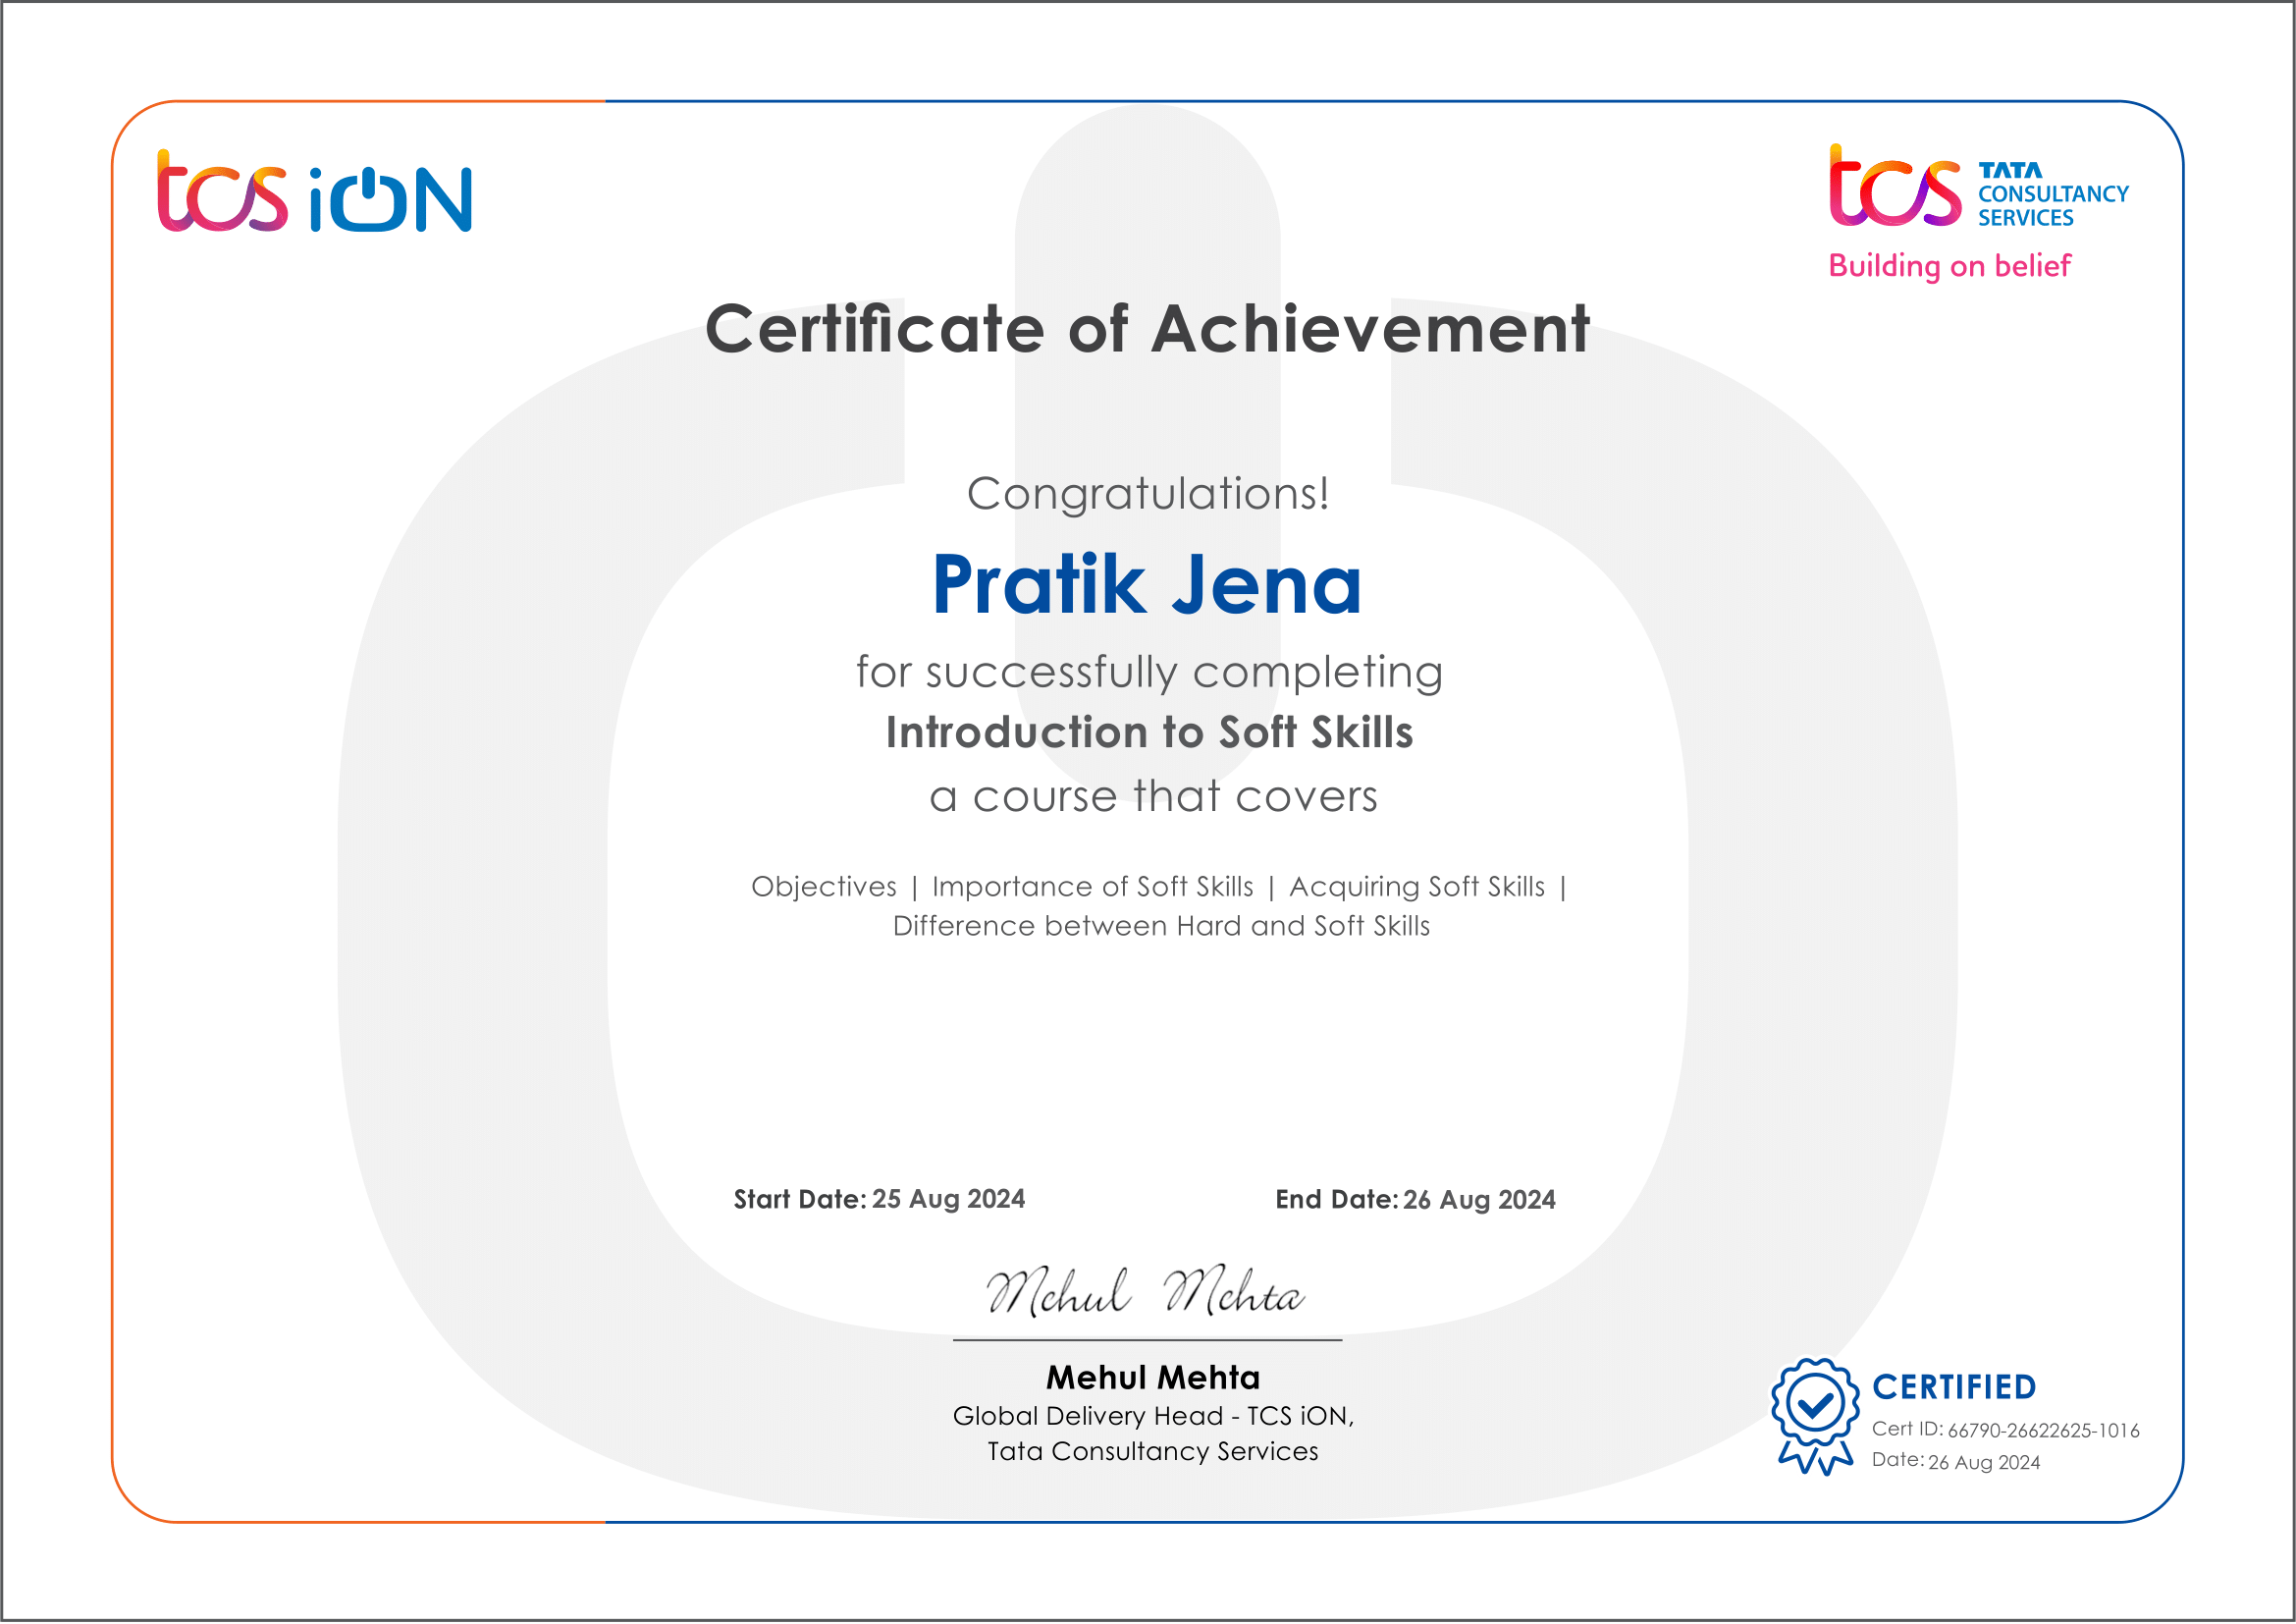 tcs iON
tcs TATA
CONSULTANCY
SERVICES
Building on belief
Certificate of Achievement
Congratulations!
Pratik Jena
for successfully completing
Introduction to Soft Skills
a course that covers
Objectives | Importance of Soft Skills | Acquiring Soft Skills |
Difference between Hard and Soft Skills
Start Date: 25 Aug 2024 End Date: 26 Aug 2024
Mehul Mehta
Mehul Mehta
Global Delivery Head - TCS iON,
Tata Consultancy Services
CERTIFIED
Cert ID: 66790-26622625-1016
Date: 26 Aug 2024